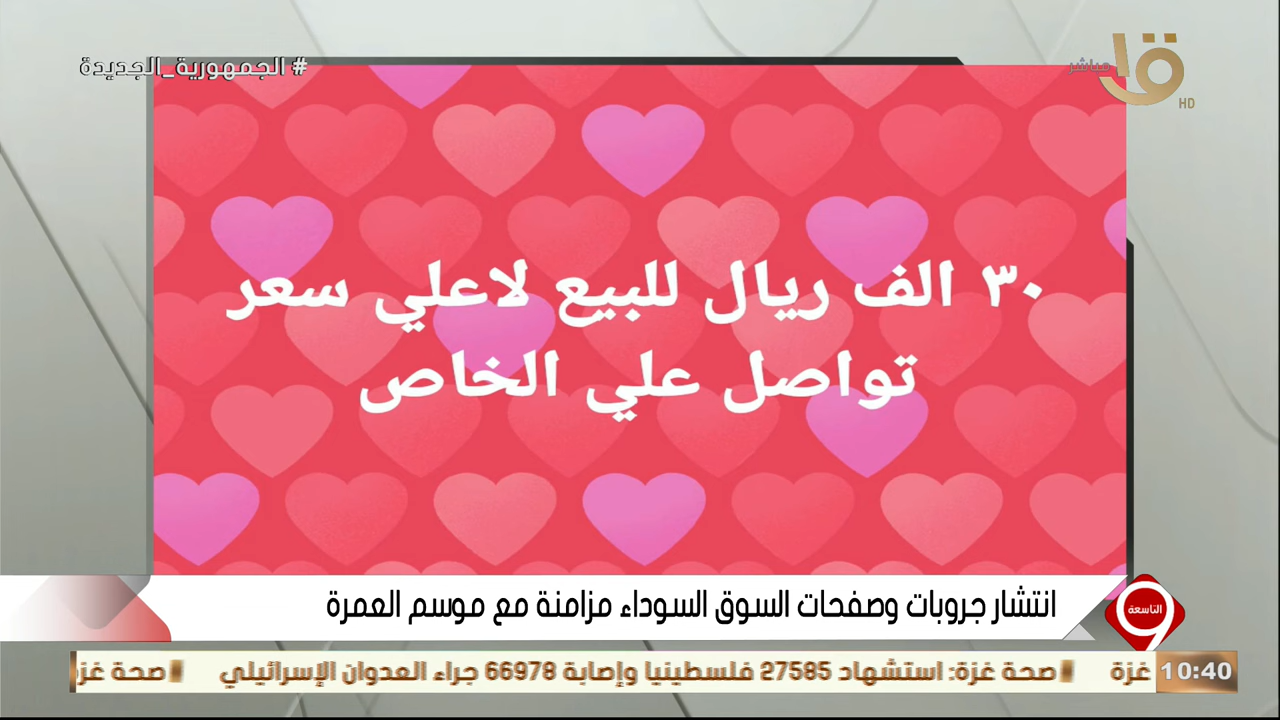 #الجمهورية_الجديدة
مباشر
HD
٣٠ الف ريال للبيع لاعلي سعر
تواصل علي الخاص
انتشار جروبات وصفحات السوق السوداء مزامنة مع موسم العمرة
التاسعة
10:40 غزة صحة غزة: استشهاد 27585 فلسطينيا وإصابة 66978 جراء العدوان الإسرائيلي صحة غز